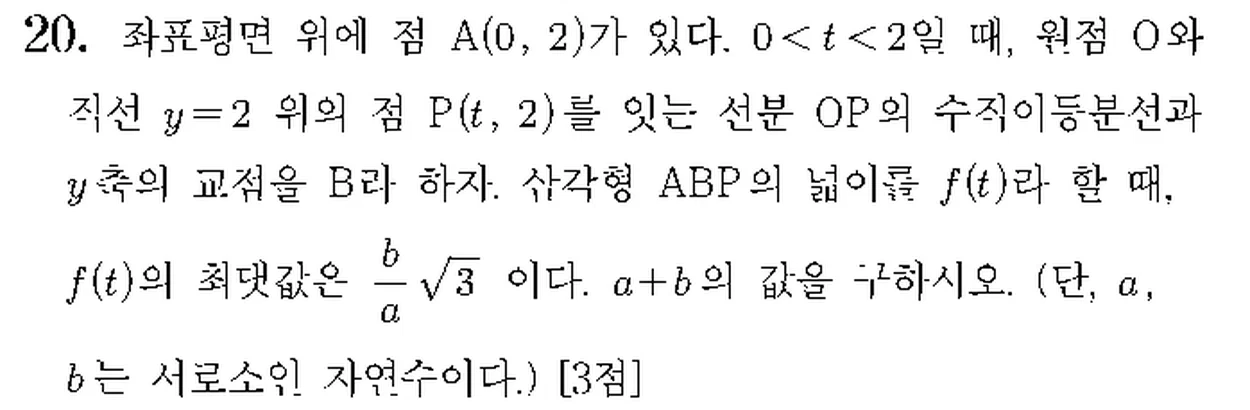 20. 좌표평면 위에 점 A(0, 2)가 있다. 0<t<2일 때, 원점 O와
직선 y=2 위의 점 P(t, 2)를 잇는 선분 OP의 수직이등분선과
y축의 교점을 B라 하자. 삼각형 ABP의 넓이를 f(t)라 할 때,
f(t)의 최댓값은 b/a √3 이다. a+b의 값을 구하시오. (단, a,
b는 서로소인 자연수이다.) [3점]